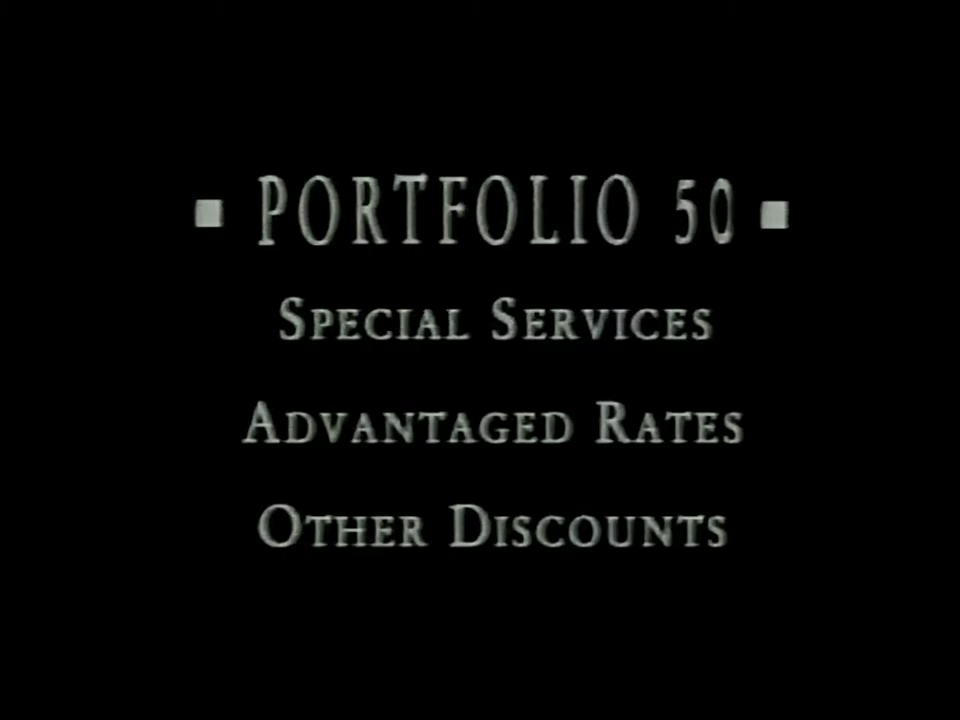 ▪ PORTFOLIO 50 ▪
SPECIAL SERVICES
ADVANTAGED RATES
OTHER DISCOUNTS